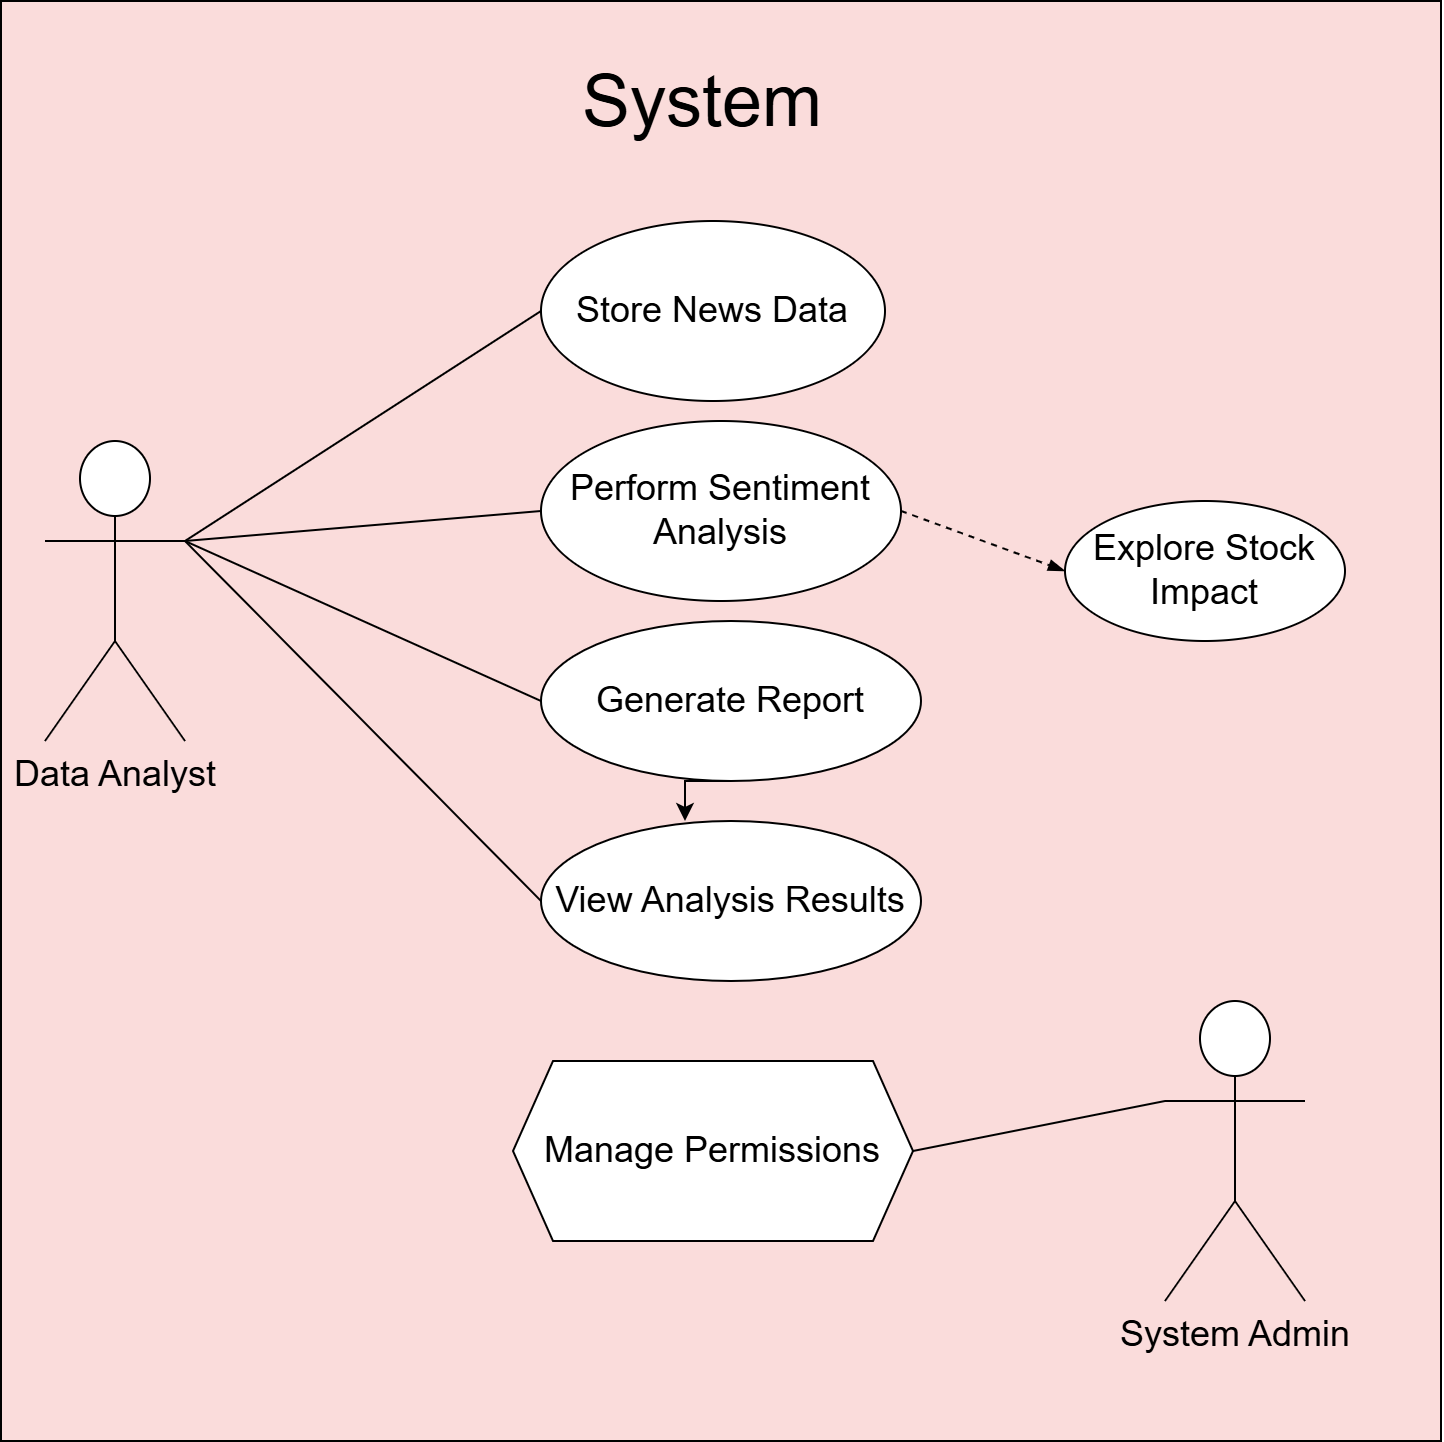 System
Store News Data
Perform Sentiment
Analysis
Explore Stock
Impact
Generate Report
Data Analyst
View Analysis Results
Manage Permissions
System Admin